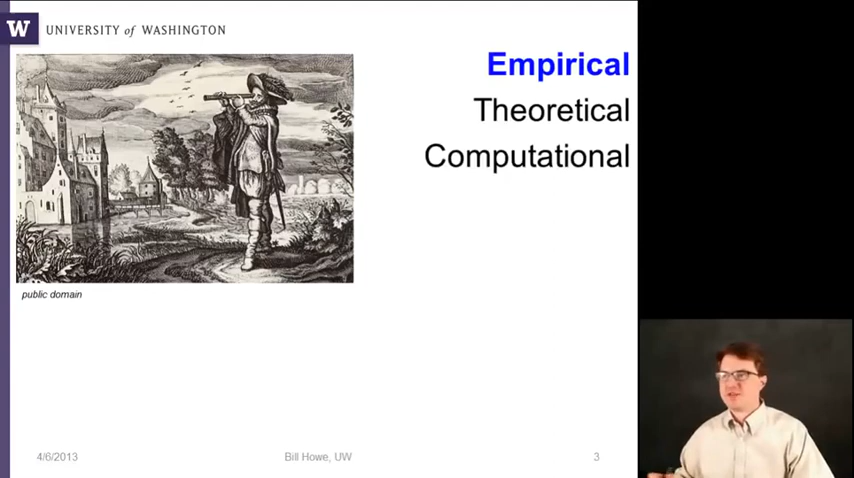 W UNIVERSITY of WASHINGTON
Empirical
Theoretical
Computational
public domain
4/6/2013 Bill Howe, UW 3